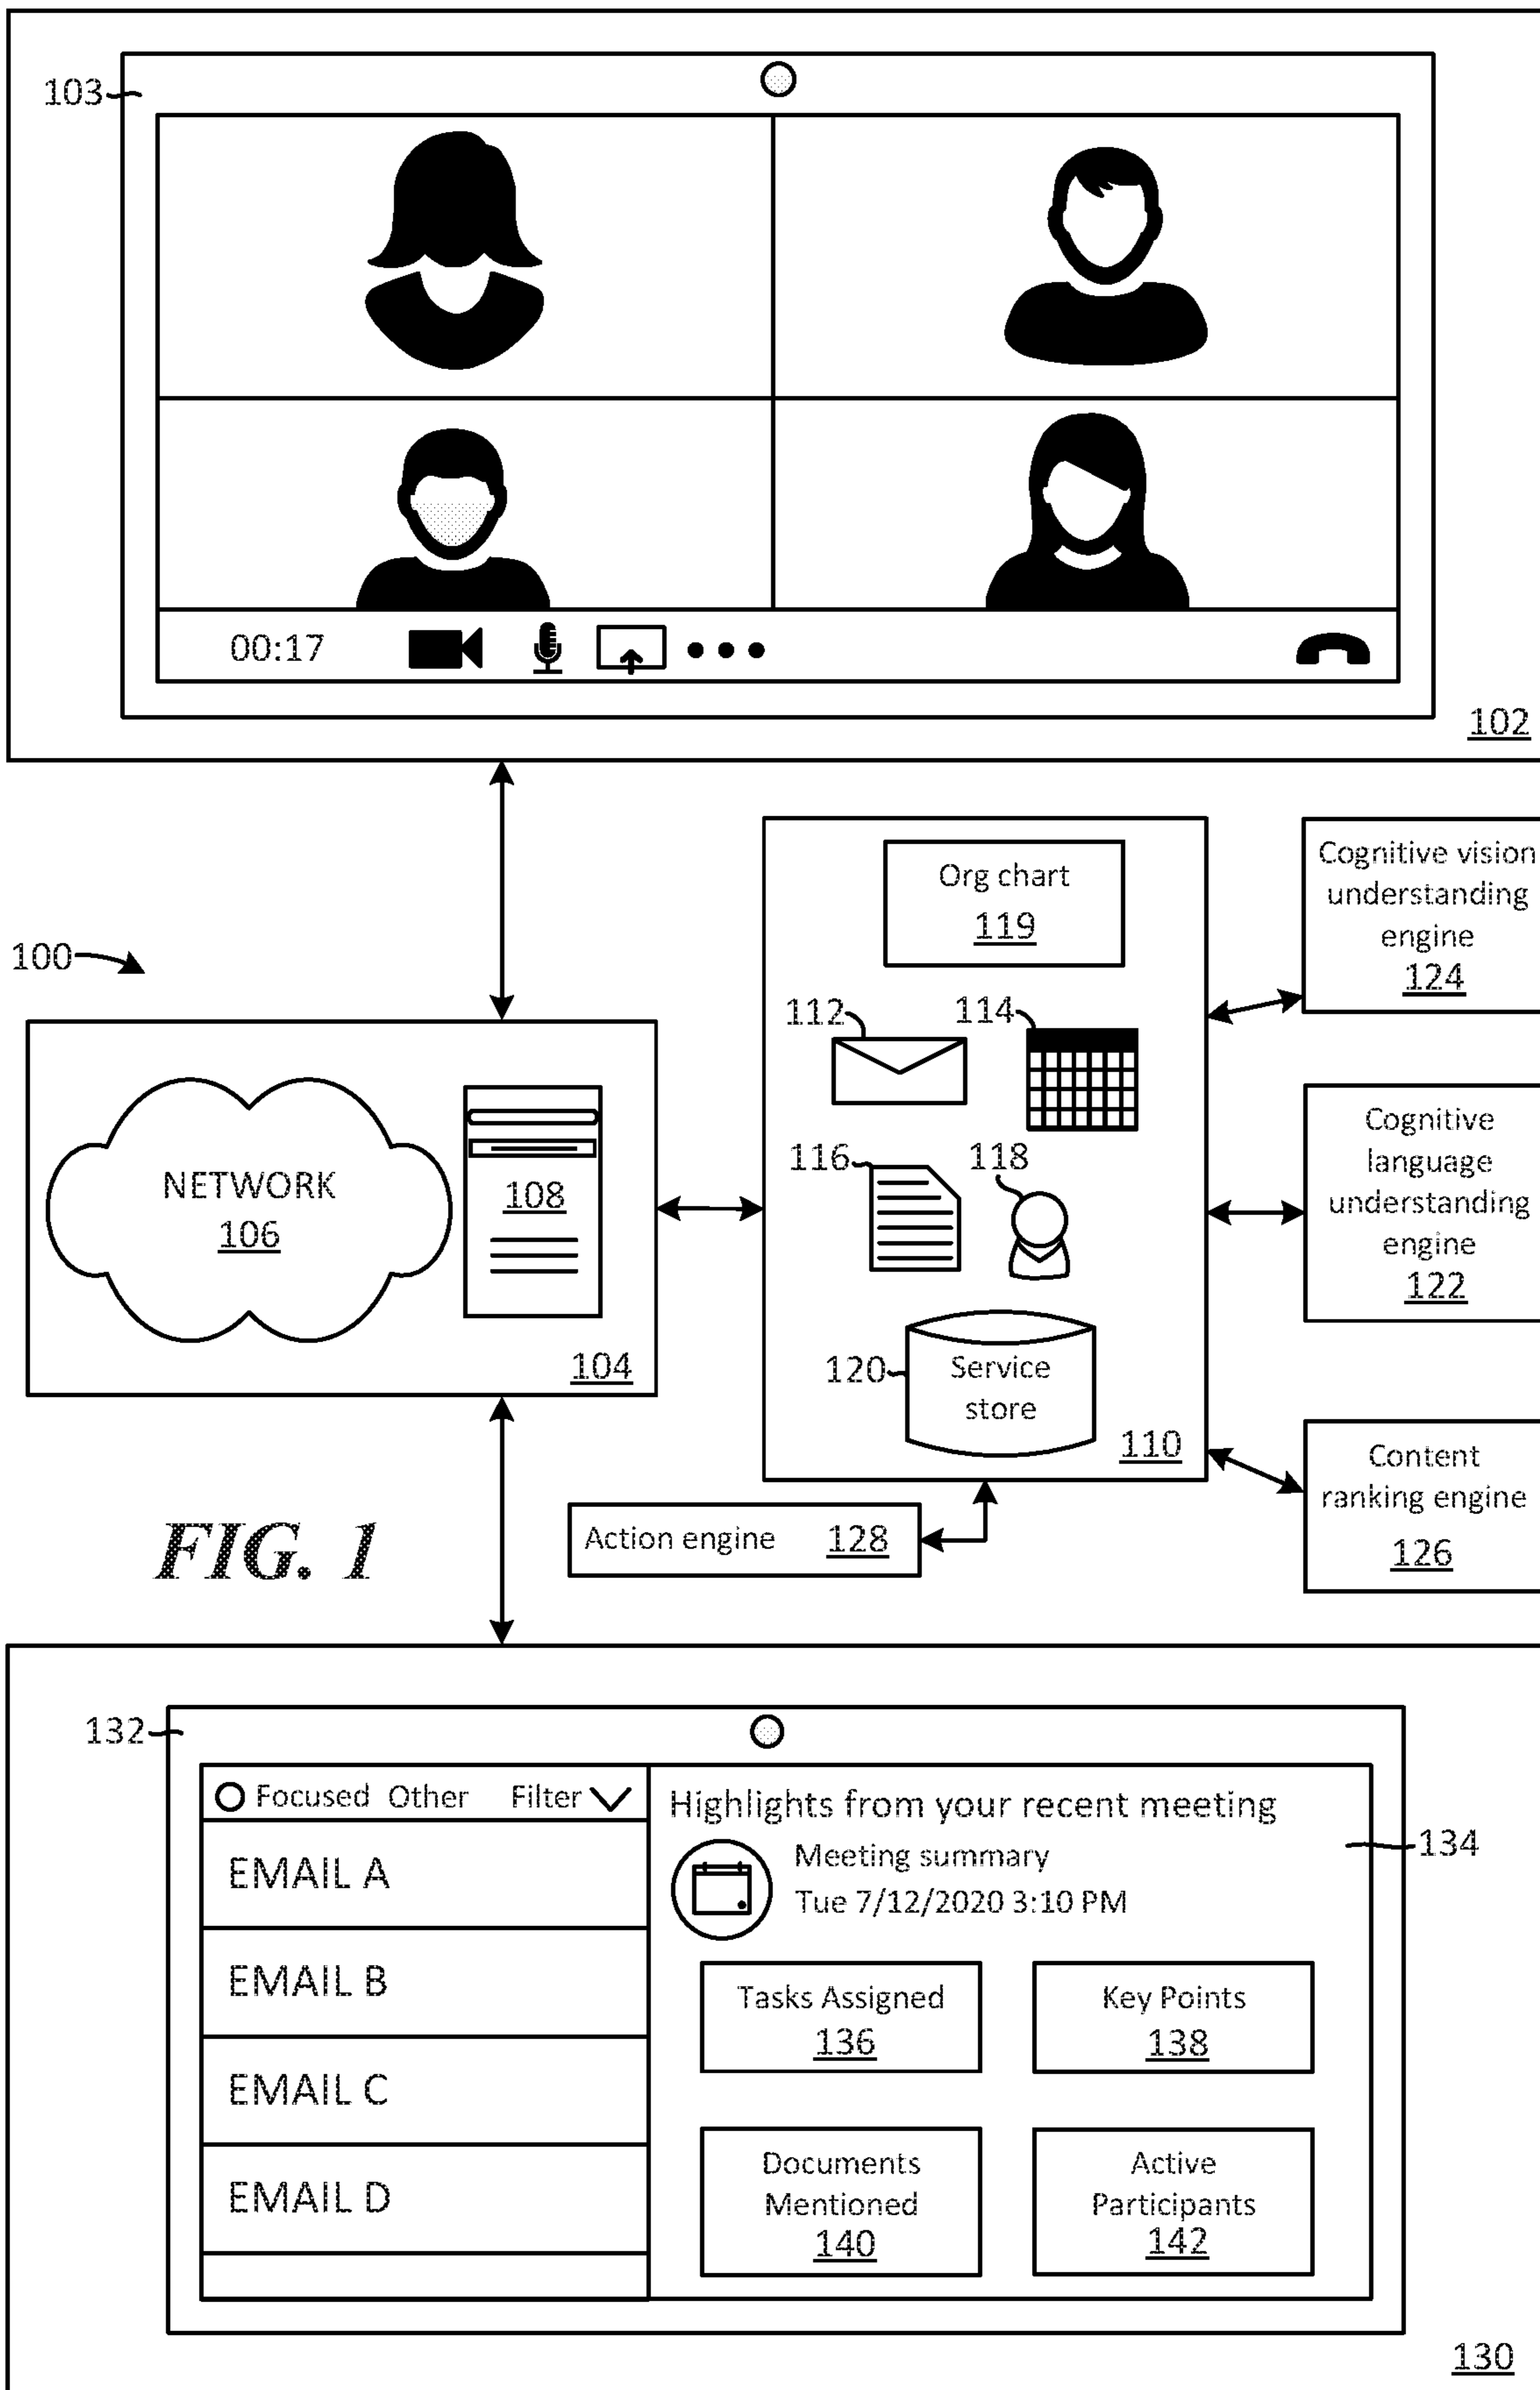 103
00:17
102
100
Org chart
119
112
114
116
118
120
Service
store
110
Cognitive vision
understanding
engine
124
Cognitive
language
understanding
engine
122
Content
ranking engine
126
NETWORK
106
108
104
Action engine 128
FIG. 1
132
Focused Other Filter
EMAIL A
EMAIL B
EMAIL C
EMAIL D
Highlights from your recent meeting
Meeting summary
Tue 7/12/2020 3:10 PM
134
Tasks Assigned
136
Key Points
138
Documents
Mentioned
140
Active
Participants
142
130